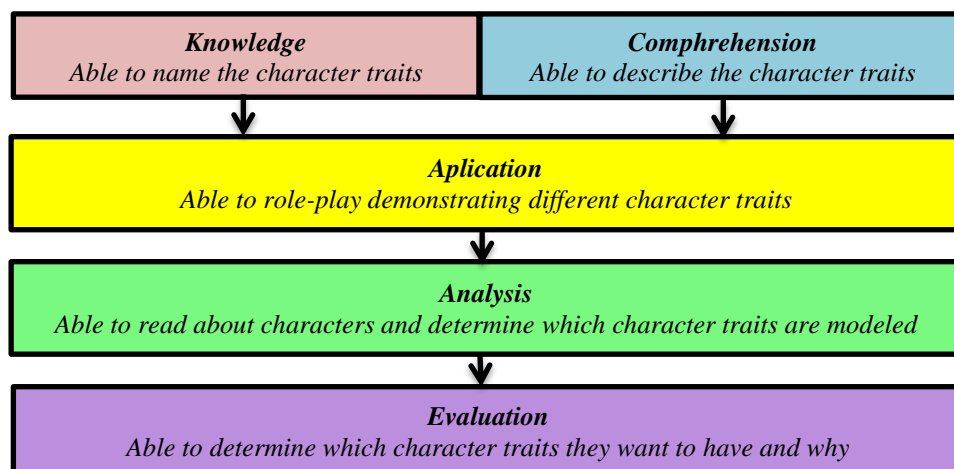 Knowledge
Able to name the character traits
Comphrehension
Able to describe the character traits
Aplication
Able to role-play demonstrating different character traits
Analysis
Able to read about characters and determine which character traits are modeled
Evaluation
Able to determine which character traits they want to have and why